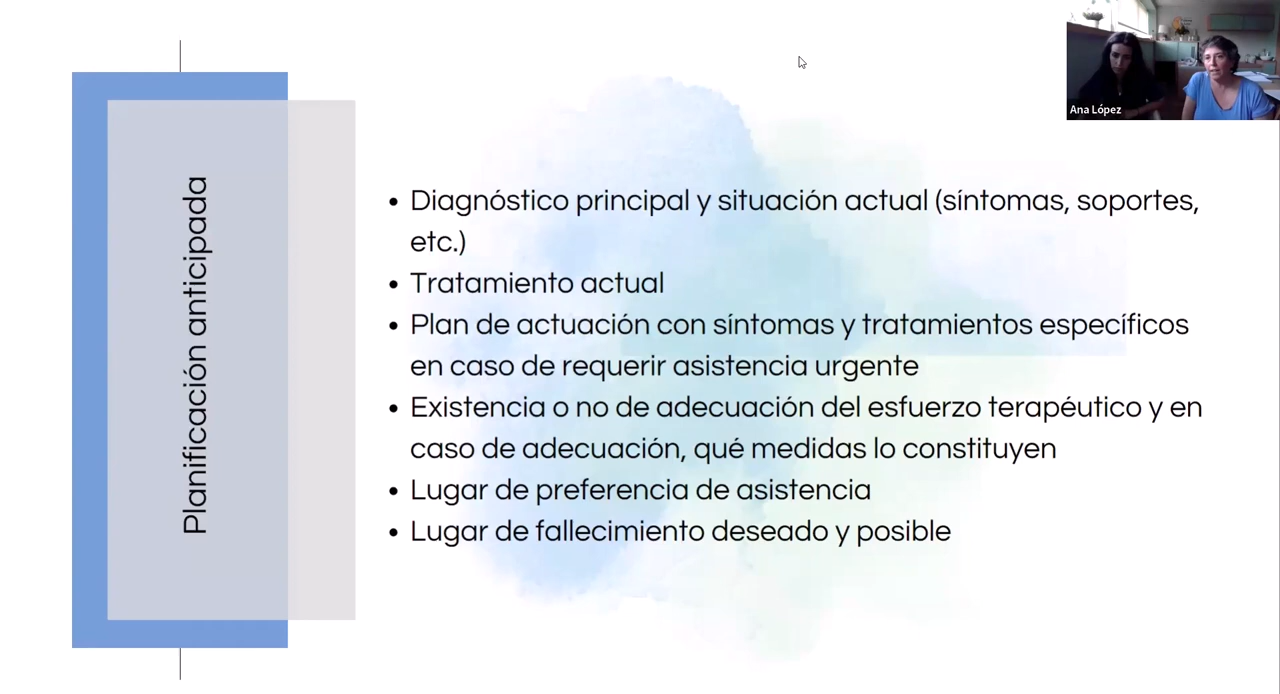 Planificación anticipada
• Diagnóstico principal y situación actual (síntomas, soportes,
etc.)
• Tratamiento actual
• Plan de actuación con síntomas y tratamientos específicos
en caso de requerir asistencia urgente
• Existencia o no de adecuación del esfuerzo terapéutico y en
caso de adecuación, qué medidas lo constituyen
• Lugar de preferencia de asistencia
• Lugar de fallecimiento deseado y posible
Ana López